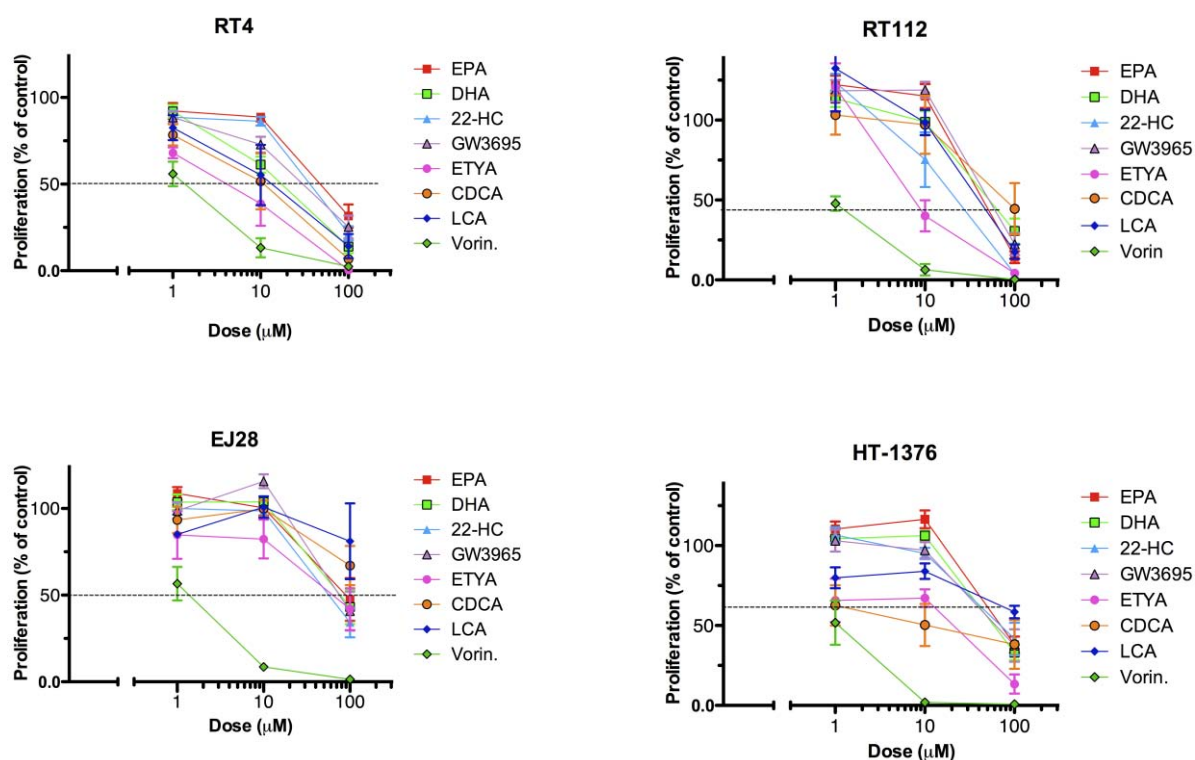 RT4
Proliferation (% of control)
100
50
0.0
1 10 100
Dose (μM)
EPA
DHA
22-HC
GW3695
ETYA
CDCA
LCA
Vorin.
RT112
Proliferation (% of control)
100
50
0.0
1 10 100
Dose (μM)
EPA
DHA
22-HC
GW3965
ETYA
CDCA
LCA
Vorin
EJ28
Proliferation (% of control)
100
50
0.0
1 10 100
Dose (μM)
EPA
DHA
22-HC
GW3965
ETYA
CDCA
LCA
Vorin.
HT-1376
Proliferation (% of control)
100
50
0.0
1 10 100
Dose (μM)
EPA
DHA
22-HC
GW3695
ETYA
CDCA
LCA
Vorin.